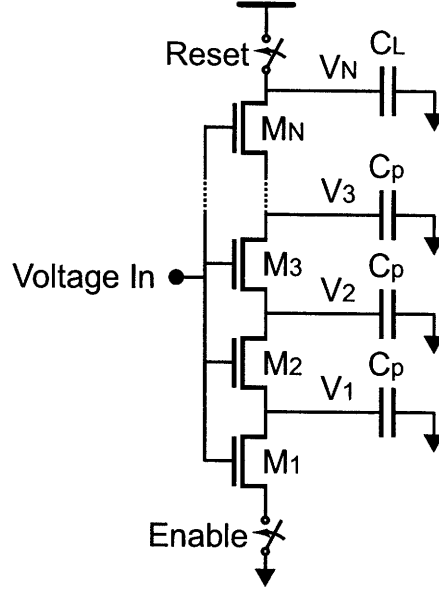 Reset
VN
CL
MN
V3
Cp
Voltage In
M3
V2
Cp
M2
V1
Cp
M1
Enable